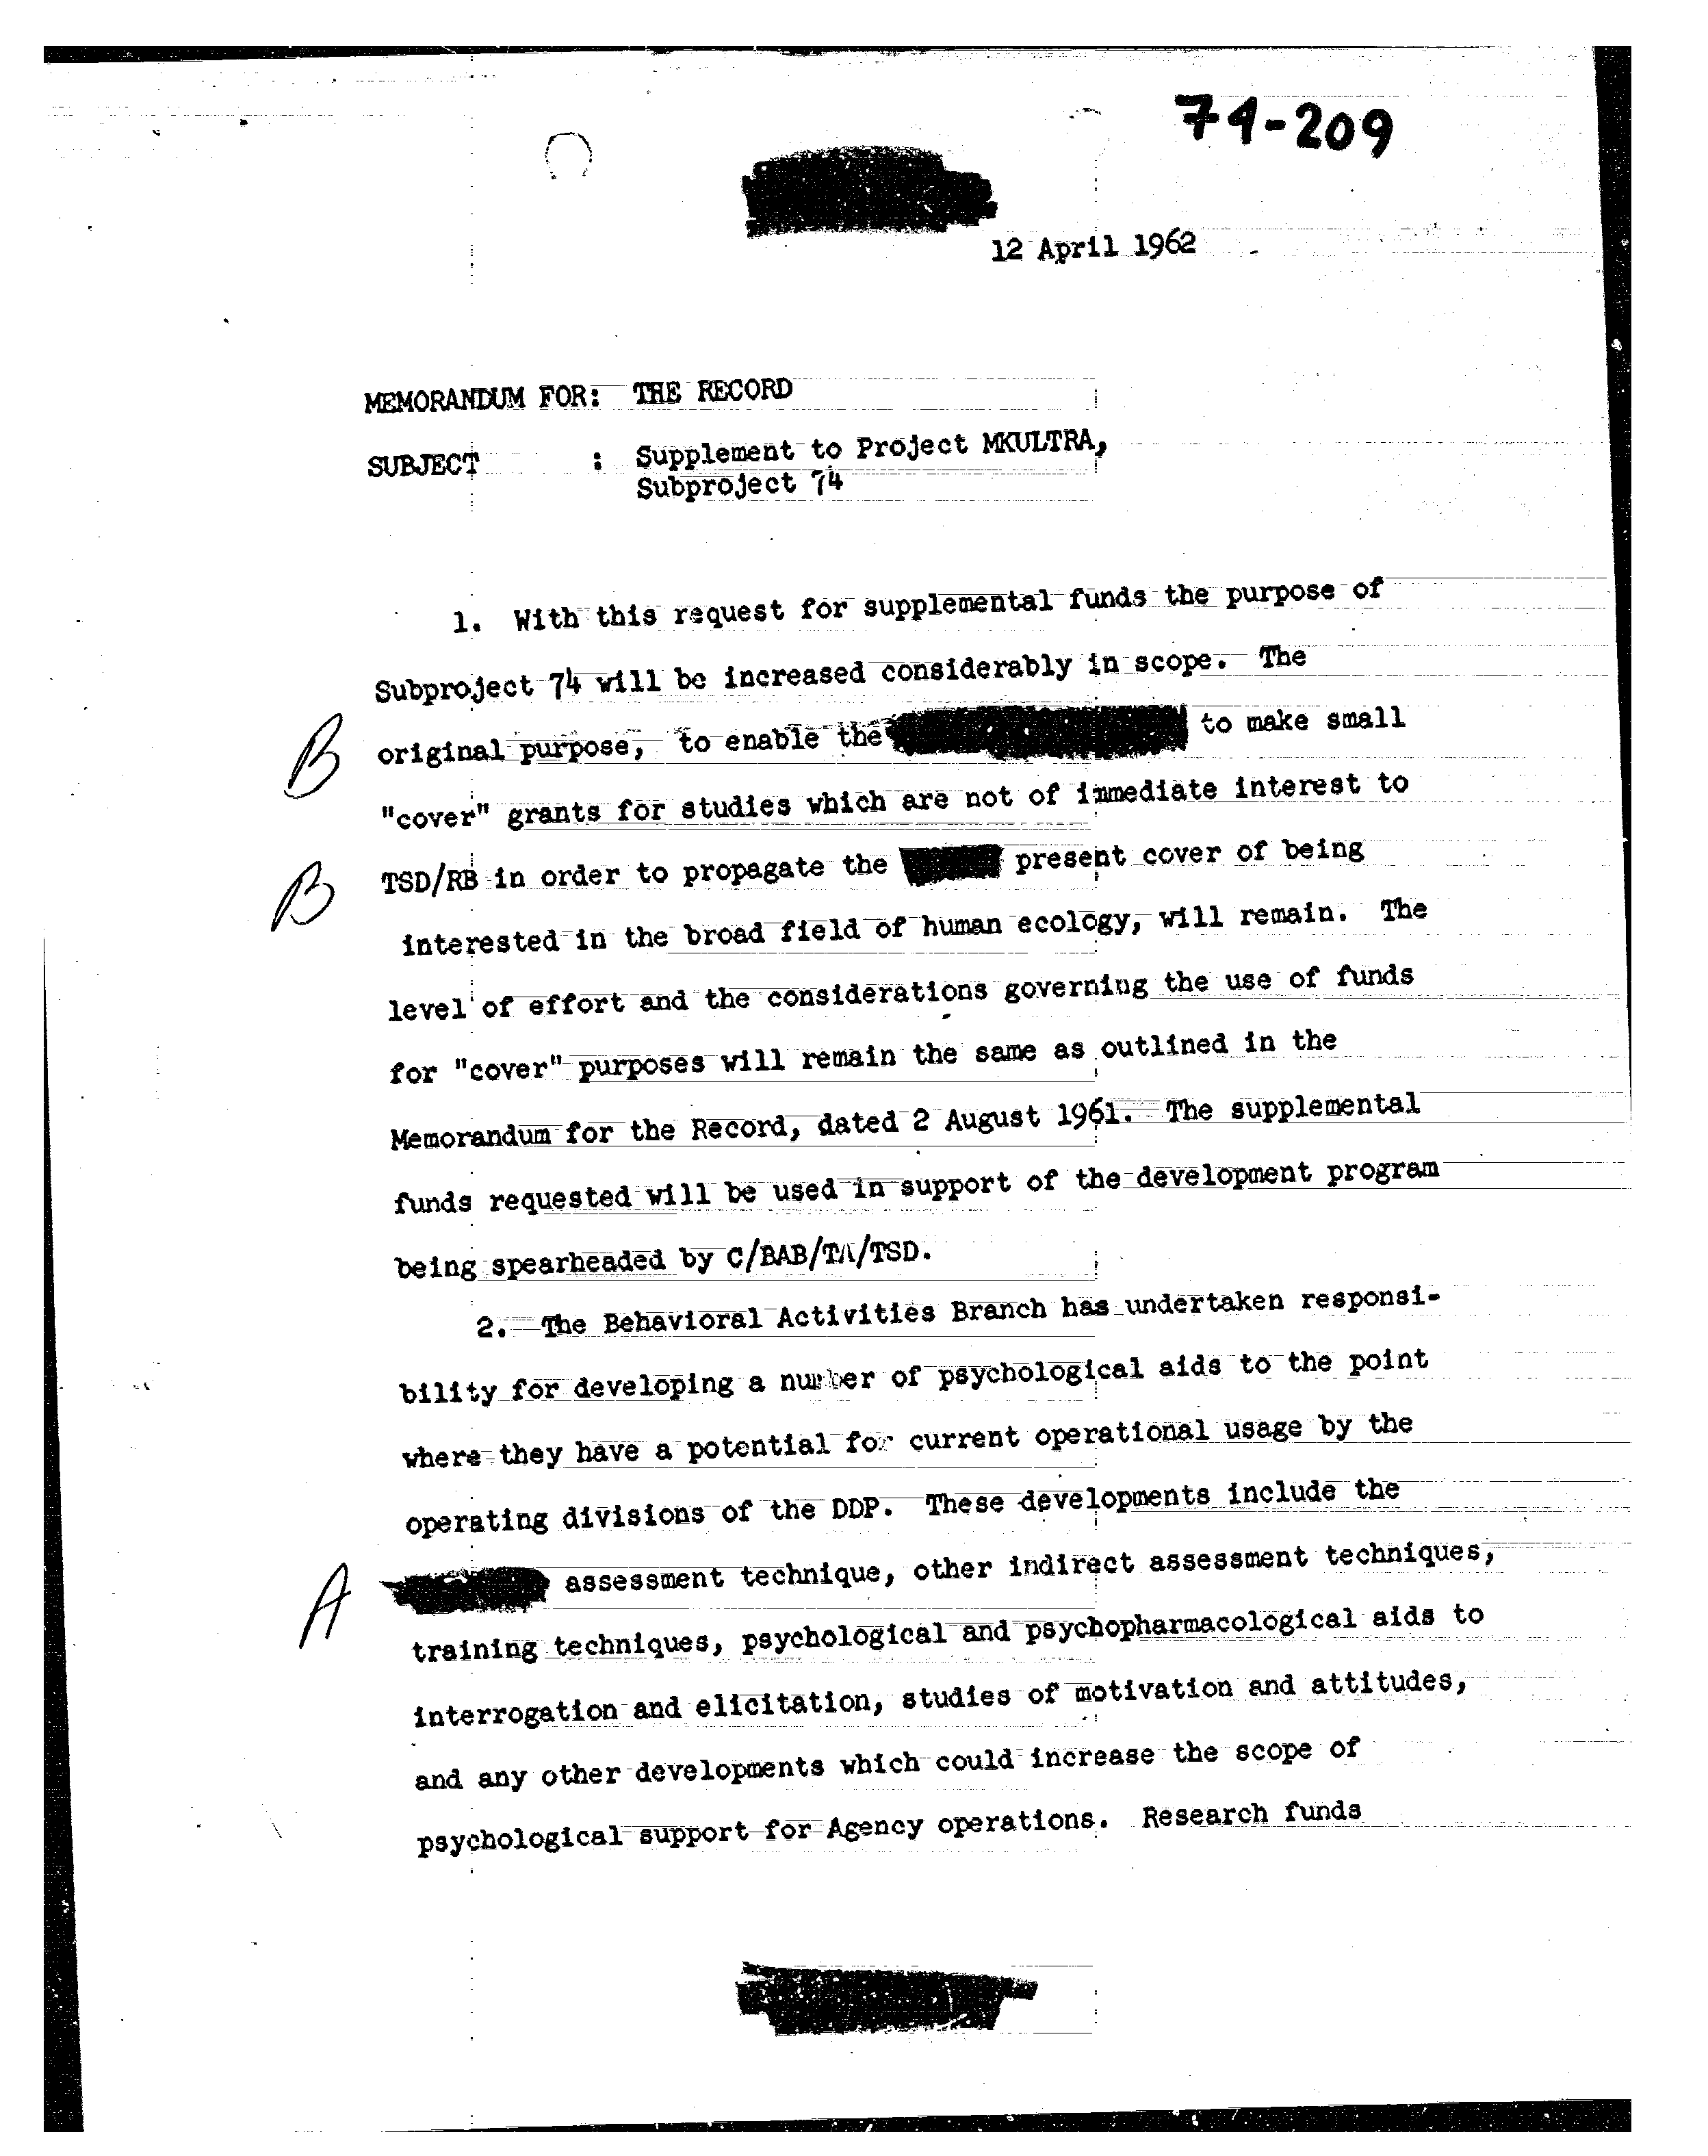 74-209
12 April 1962
MEMORANDUM FOR: THE RECORD
SUBJECT : Supplement to Project MKULTRA,
Subproject 74
1. With this request for supplemental funds the purpose of
Subproject 74 will be increased considerably in scope. The
B original purpose, to enable the to make small
"cover" grants for studies which are not of immediate interest to
B TSD/RB in order to propagate the present cover of being
interested in the broad field of human ecology, will remain. The
level of effort and the considerations governing the use of funds
for "cover" purposes will remain the same as outlined in the
Memorandum for the Record, dated 2 August 1961. The supplemental
funds requested will be used in support of the development program
being spearheaded by C/BAB/TA/TSD.
2. The Behavioral Activities Branch has undertaken responsi-
bility for developing a number of psychological aids to the point
where they have a potential for current operational usage by the
operating divisions of the DDP. These developments include the
A assessment technique, other indirect assessment techniques,
training techniques, psychological and psychopharmacological aids to
interrogation and elicitation, studies of motivation and attitudes,
and any other developments which could increase the scope of
psychological support for Agency operations. Research funds